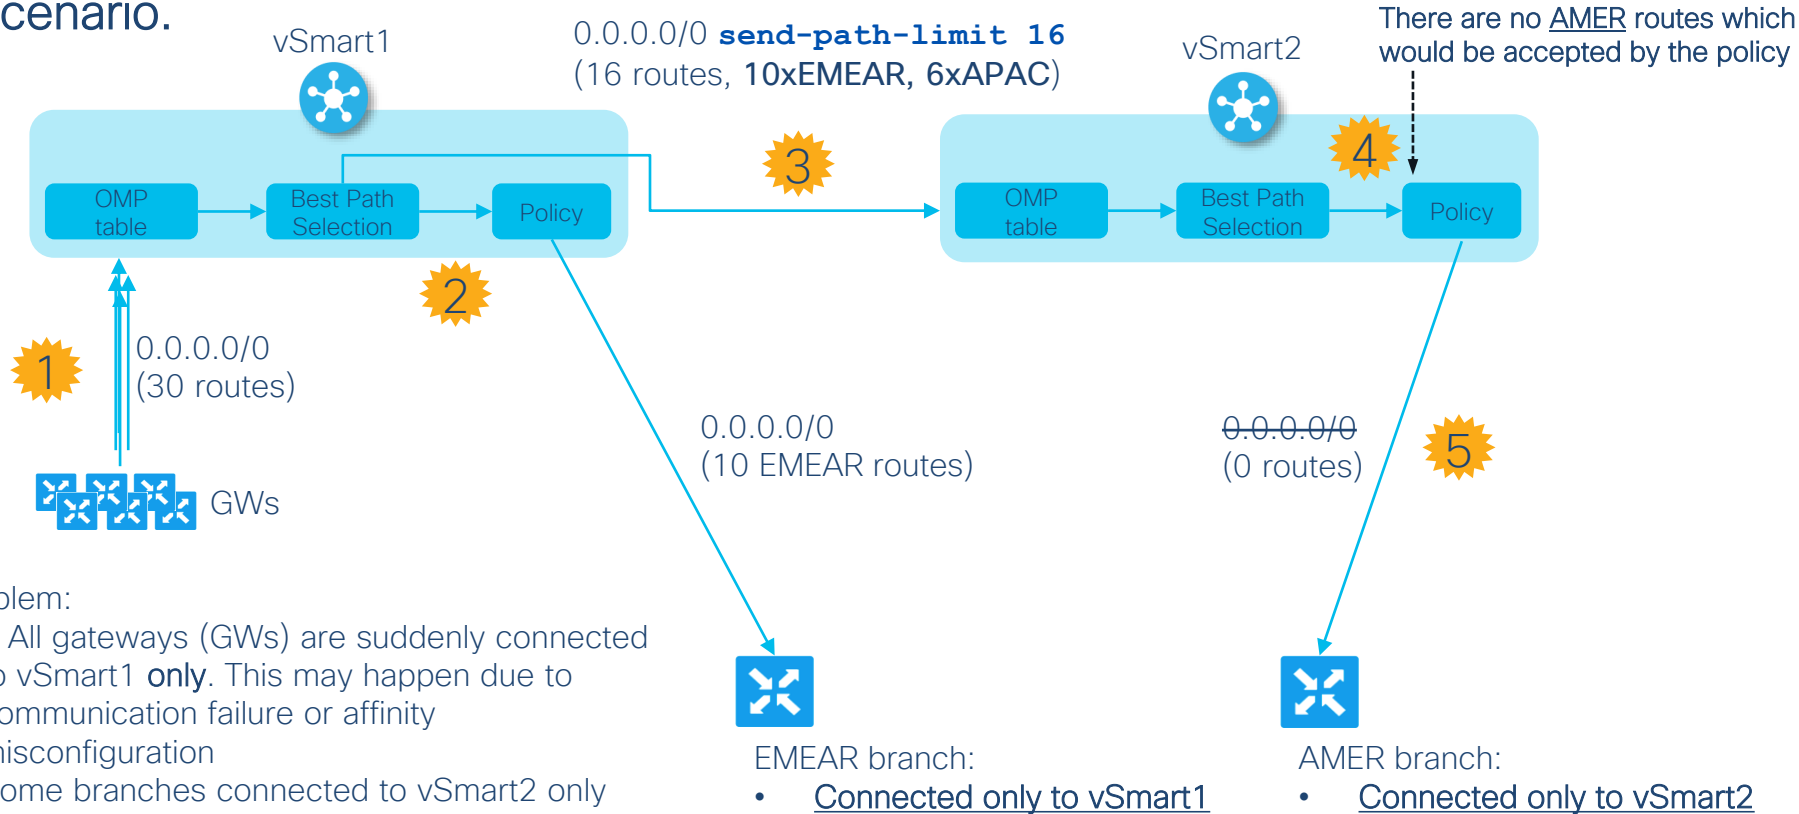 cenario.
vSmart1
0.0.0.0/0 send-path-limit 16
(16 routes, 10xEMEAR, 6xAPAC)
vSmart2
There are no AMER routes which
would be accepted by the policy
3
4
OMP
table
Best Path
Selection
Policy
OMP
table
Best Path
Selection
Policy
2
1
0.0.0.0/0
(30 routes)
0.0.0.0/0
(10 EMEAR routes)
0.0.0.0/0
(0 routes)
5
GWs
blem:
All gateways (GWs) are suddenly connected
o vSmart1 only. This may happen due to
ommunication failure or affinity
misconfiguration
ome branches connected to vSmart2 only
EMEAR branch:
• Connected only to vSmart1
AMER branch:
• Connected only to vSmart2